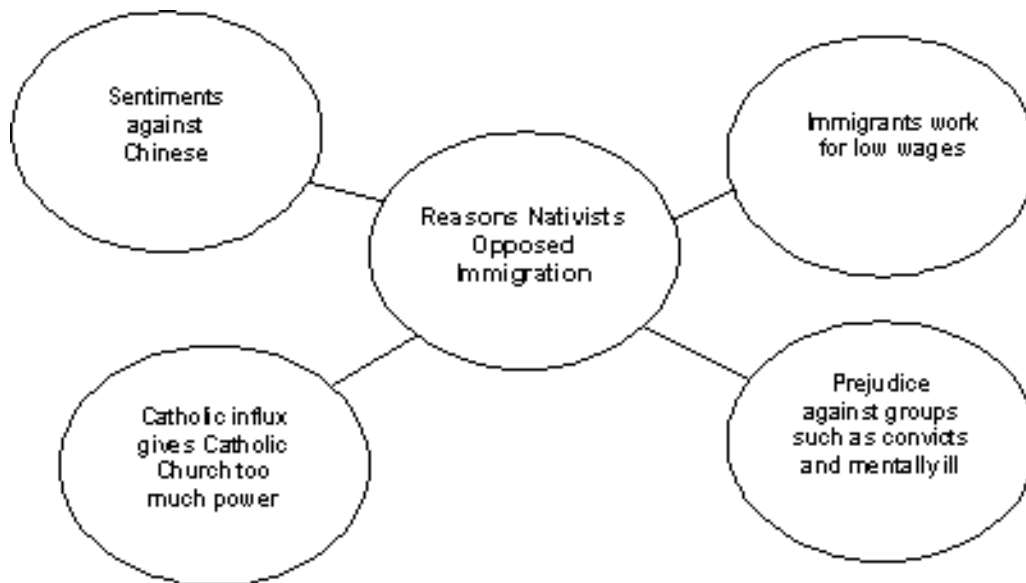 Sentiments
against
Chinese
Immigrants work
for low wages
Reasons Nativists
Opposed
Immigration
Catholic influx
gives Catholic
Church too
much power
Prejudice
against groups
such as convicts
and mentally ill